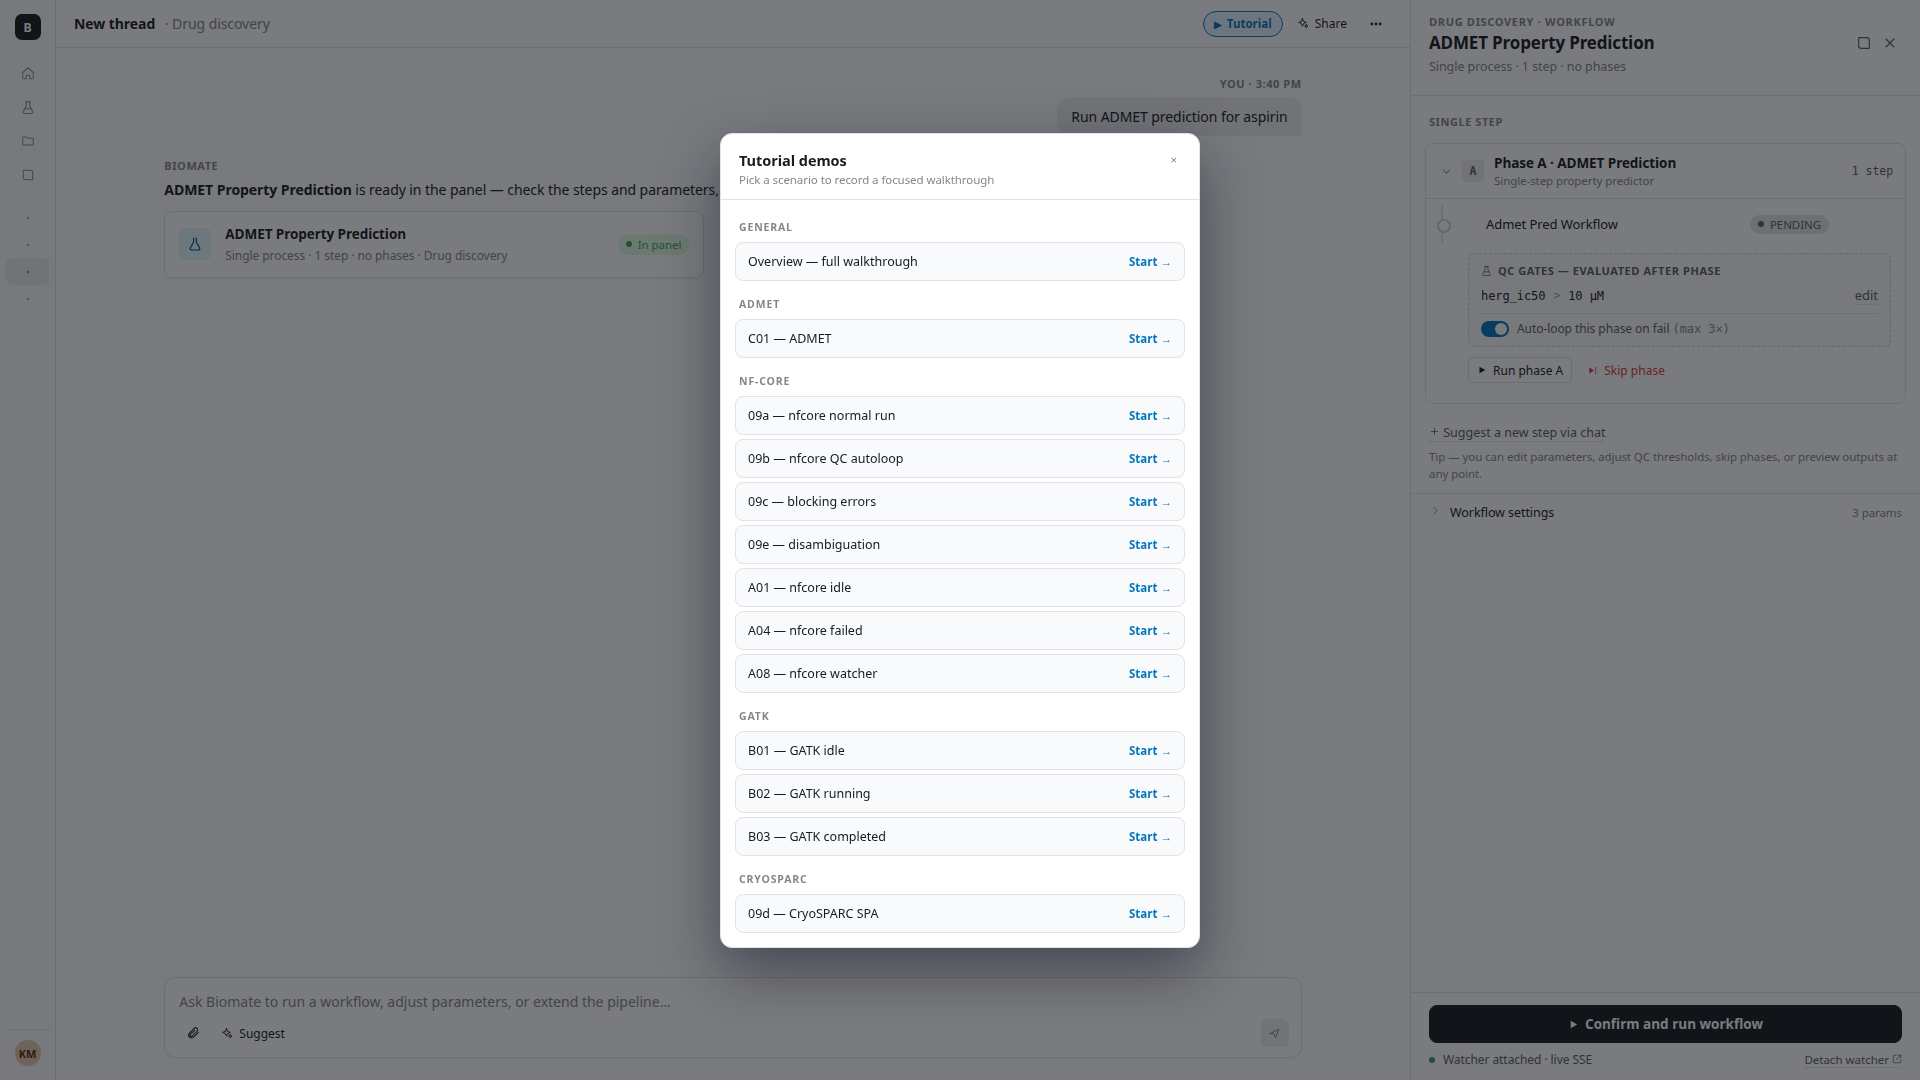 B
New thread · Drug discovery
▶ Tutorial
Share
YOU · 3:40 PM
Run ADMET prediction for aspirin
BIOMATE
ADMET Property Prediction is ready in the panel — check the steps and parameters,
ADMET Property Prediction
Single process · 1 step · no phases · Drug discovery
In panel
Tutorial demos
Pick a scenario to record a focused walkthrough
×
GENERAL
Overview — full walkthrough Start →
ADMET
C01 — ADMET Start →
NF-CORE
09a — nfcore normal run Start →
09b — nfcore QC autoloop Start →
09c — blocking errors Start →
09e — disambiguation Start →
A01 — nfcore idle Start →
A04 — nfcore failed Start →
A08 — nfcore watcher Start →
GATK
B01 — GATK idle Start →
B02 — GATK running Start →
B03 — GATK completed Start →
CRYOSPARC
09d — CryoSPARC SPA Start →
Ask Biomate to run a workflow, adjust parameters, or extend the pipeline...
Suggest
KM
DRUG DISCOVERY · WORKFLOW
ADMET Property Prediction
Single process · 1 step · no phases
SINGLE STEP
A
Phase A · ADMET Prediction
Single-step property predictor
1 step
Admet Pred Workflow
PENDING
QC GATES — EVALUATED AFTER PHASE
herg_ic50 > 10 μM edit
Auto-loop this phase on fail (max 3×)
Run phase A
Skip phase
+ Suggest a new step via chat
Tip — you can edit parameters, adjust QC thresholds, skip phases, or preview outputs at
any point.
Workflow settings 3 params
Confirm and run workflow
Watcher attached · live SSE
Detach watcher